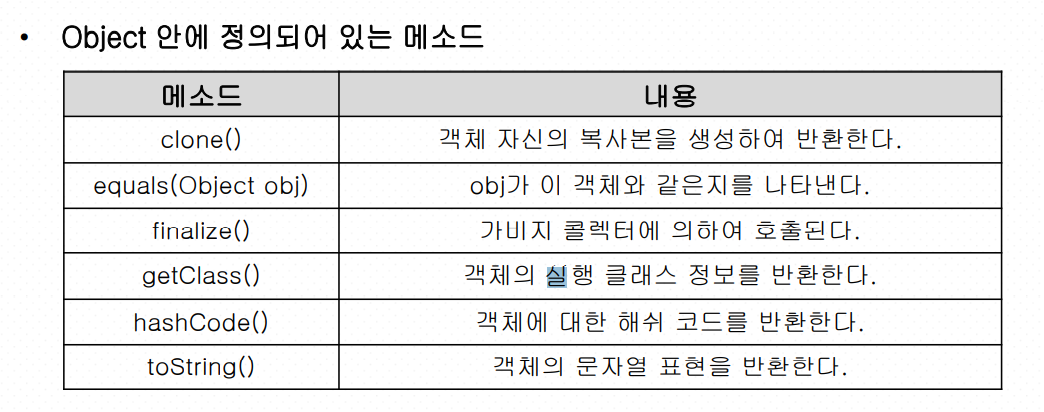 • Object 안에 정의되어 있는 메소드
메소드 내용
clone() 객체 자신의 복사본을 생성하여 반환한다.
equals(Object obj) obj가 이 객체와 같은지를 나타낸다.
finalize() 가비지 콜렉터에 의하여 호출된다.
getClass() 객체의 실행 클래스 정보를 반환한다.
hashCode() 객체에 대한 해쉬 코드를 반환한다.
toString() 객체의 문자열 표현을 반환한다.